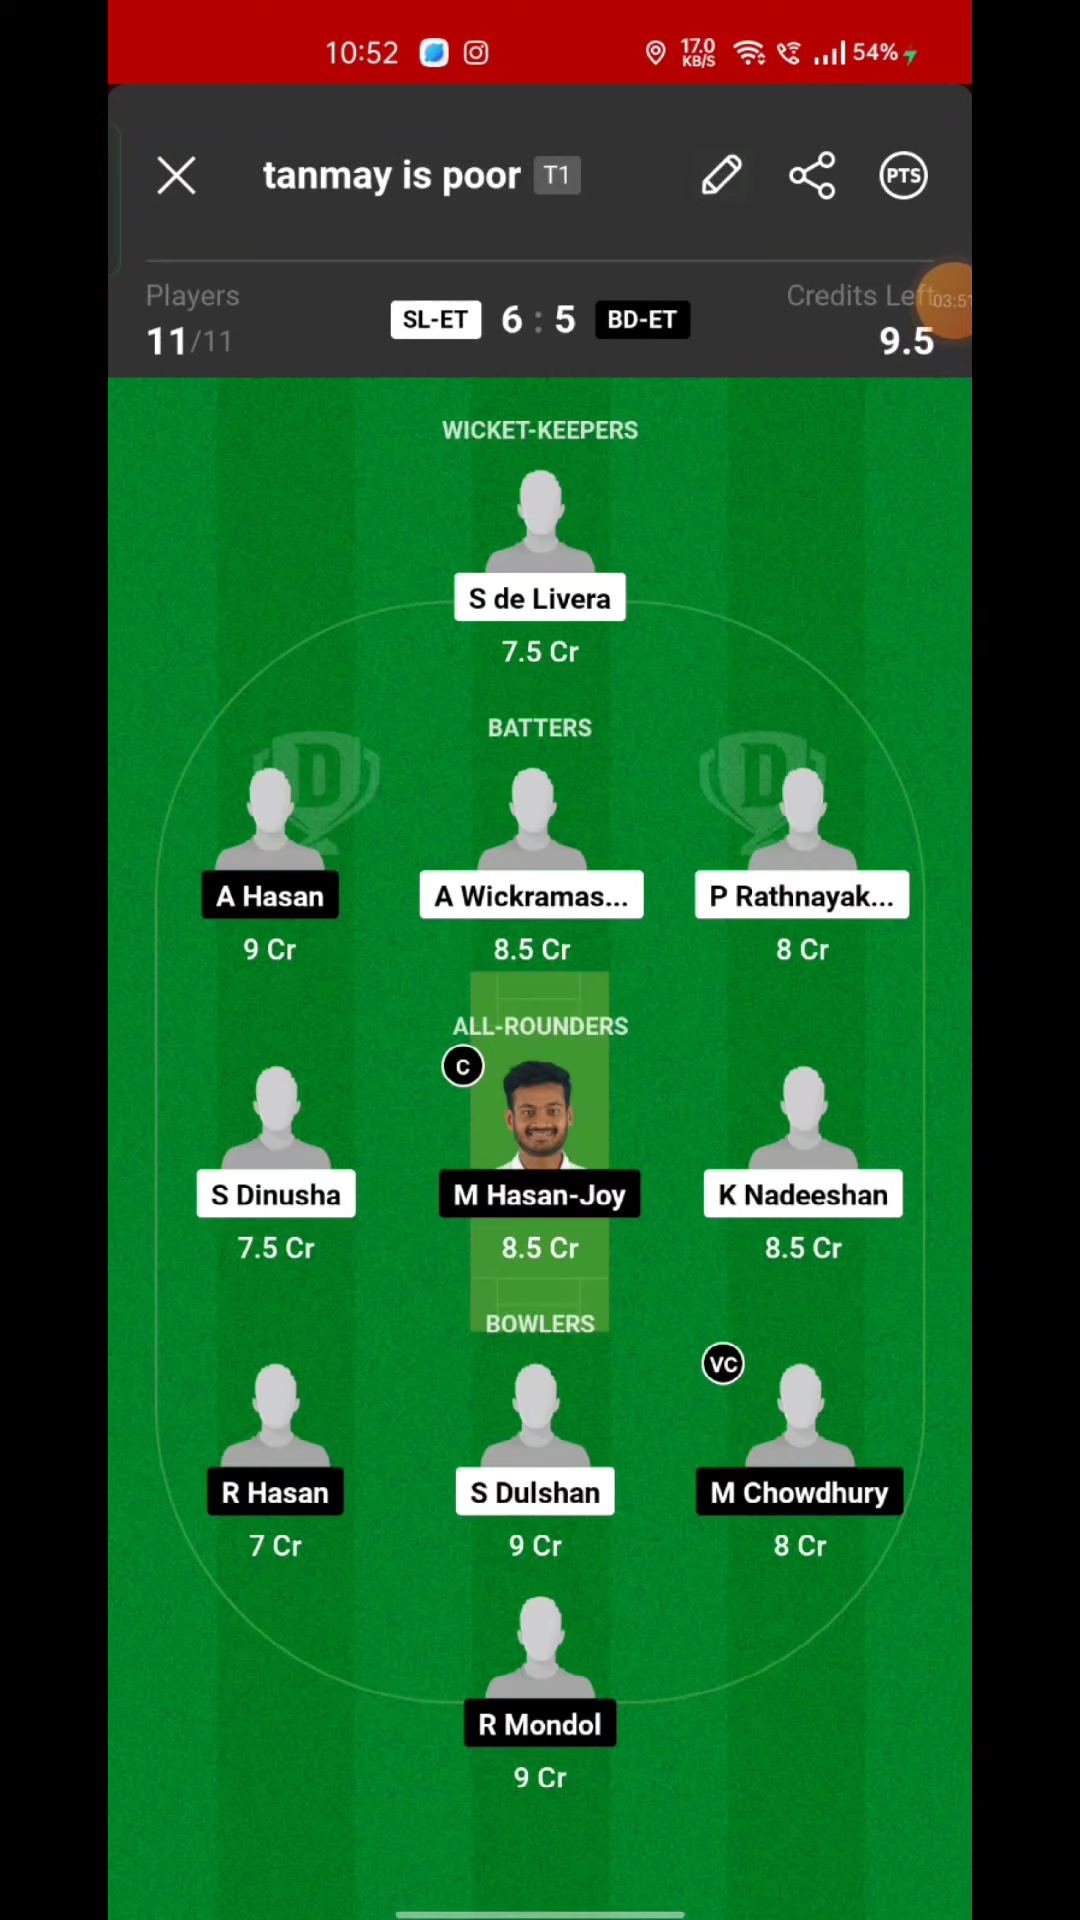 10:52 17.0 KB/S 54%
tanmay is poor T1 PTS
Players Credits Left 03:51
11/11 SL-ET 6 : 5 BD-ET 9.5
WICKET-KEEPERS
S de Livera
7.5 Cr
BATTERS
D D
A Hasan A Wickramas... P Rathnayak...
9 Cr 8.5 Cr 8 Cr
ALL-ROUNDERS
C
S Dinusha M Hasan-Joy K Nadeeshan
7.5 Cr 8.5 Cr 8.5 Cr
BOWLERS
VC
R Hasan S Dulshan M Chowdhury
7 Cr 9 Cr 8 Cr
R Mondol
9 Cr